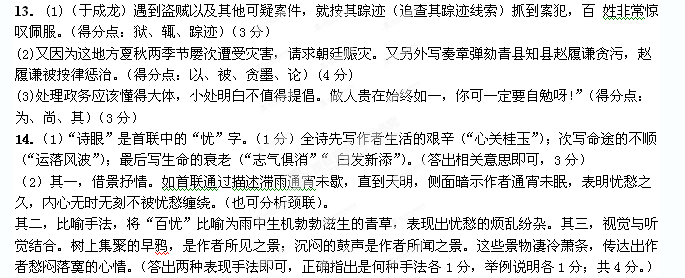 13. （1）（于成龙）遇到盗贼以及其他可疑案件，就按其踪迹（追查其踪迹线索）抓到案犯，百 姓非常惊
叹佩服。（得分点：狱、辄、踪迹）（3 分）
(2)又因为这地方夏秋两季节屡次遭受灾害，请求朝廷赈灾。又另外写奏章弹劾青县知县赵履谦贪污，赵
履谦被按律惩治。（得分点：以、被、贪墨、论）（4 分）
(3)处理政务应该懂得大体，小处明白不值得提倡。做人贵在始终如一，你可一定要自勉呀!”（得分点：
为、尚、其）（3 分）
14. （1）“诗眼”是首联中的“忧”字。（1 分）全诗先写作者生活的艰辛（“心关桂玉”）；次写命途的不顺
（“运落风波”）；最后写生命的衰老（“志气俱消”“ 白发新添”）。（答出相关意思即可，3 分）
（2）其一，借景抒情。如首联通过描述滞雨通宵未歇，直到天明，侧面暗示作者通宵未眠，表明忧愁之
久，内心无时无刻不被忧愁缠绕。（也可分析颈联）。
其二，比喻手法，将“百忧”比喻为雨中生机勃勃滋生的青草，表现出忧愁的烦乱纷杂。其三，视觉与听
觉结合。树上集聚的早鸦，是作者所见之景；沉闷的鼓声是作者所闻之景。这些景物凄冷萧条，传达出作
者愁闷落寞的心情。（答出两种表现手法即可，正确指出是何种手法各 1 分，举例说明各 1 分；共 4 分。）